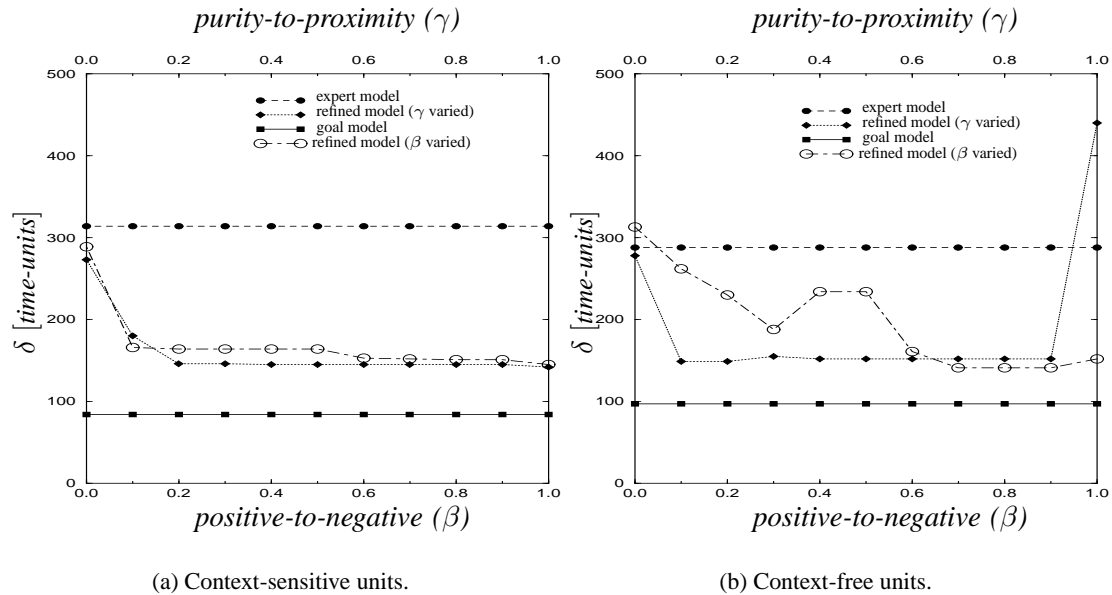 purity-to-proximity (γ)
0.0 0.2 0.4 0.6 0.8 1.0
500
400
300
200
100
0
δ [time-units]
expert model
refined model (γ varied)
goal model
refined model (β varied)
0.0 0.2 0.4 0.6 0.8 1.0
positive-to-negative (β)
(a) Context-sensitive units.
purity-to-proximity (γ)
0.0 0.2 0.4 0.6 0.8 1.0
500
400
300
200
100
0
δ [time-units]
expert model
refined model (γ varied)
goal model
refined model (β varied)
0.0 0.2 0.4 0.6 0.8 1.0
positive-to-negative (β)
(b) Context-free units.